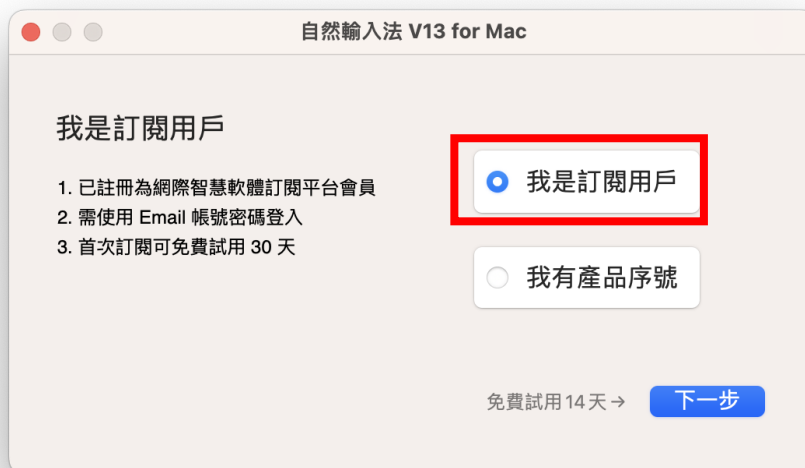 自然輸入法 V13 for Mac
我是訂閱用戶
1. 已註冊為網際智慧軟體訂閱平台會員
2. 需使用 Email 帳號密碼登入
3. 首次訂閱可免費試用 30 天
我是訂閱用戶
我有產品序號
免費試用14天→
下一步